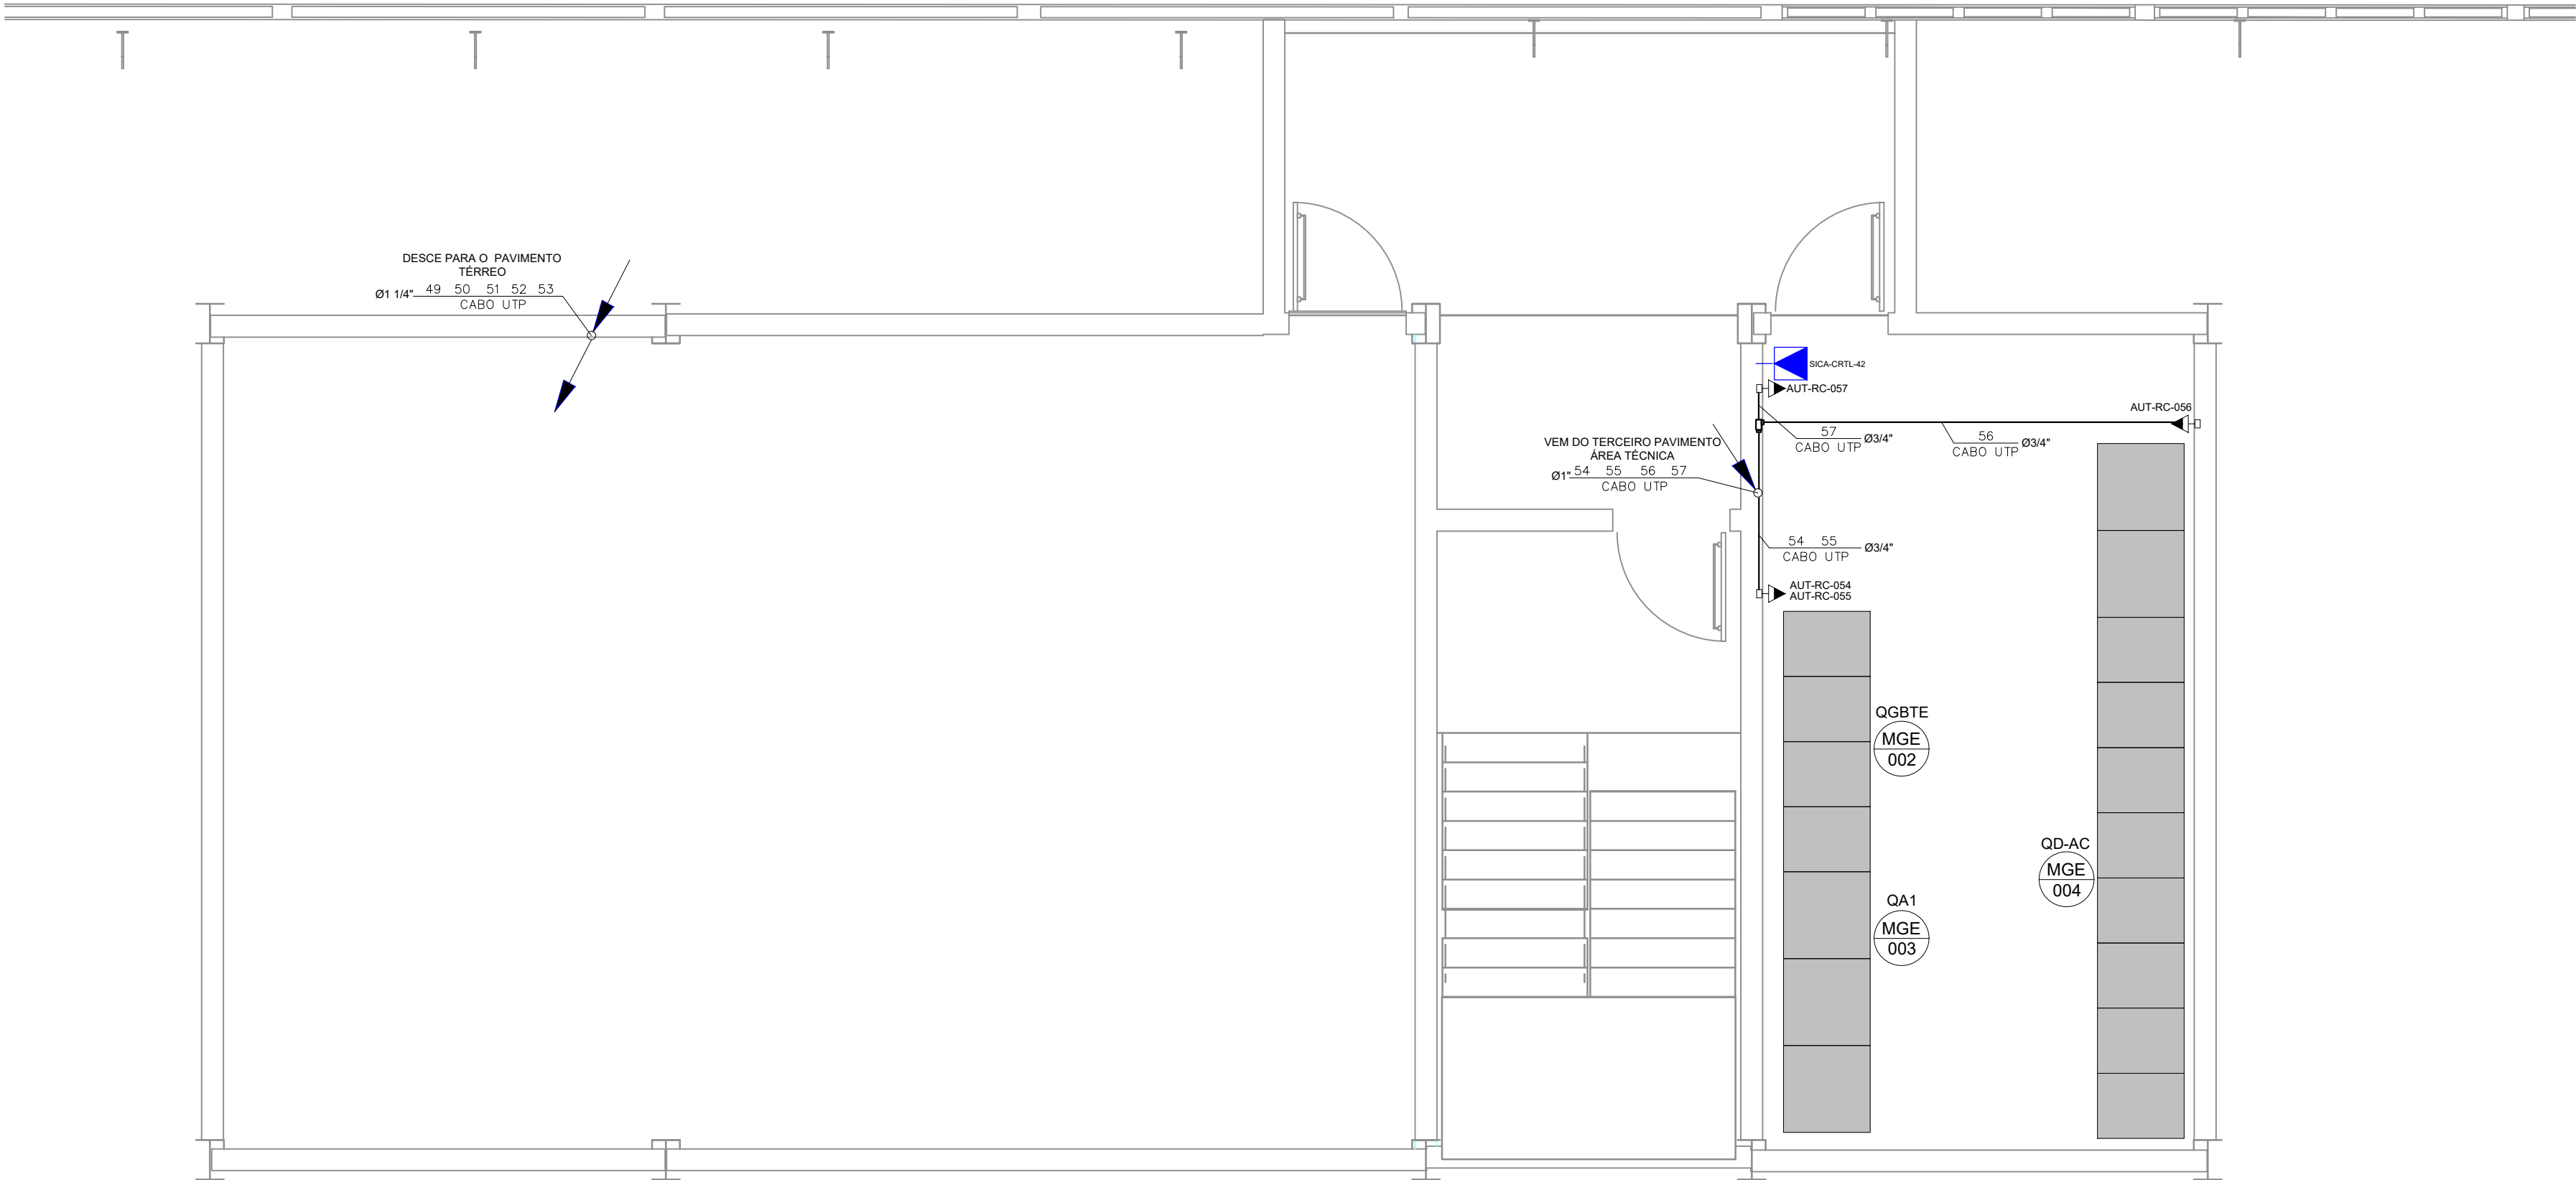 DESCE PARA O PAVIMENTO
TÉRREO
Ø1 1/4" 49 50 51 52 53
CABO UTP
SICA-CRTL-42
AUT-RC-057
AUT-RC-056
57 Ø3/4"
CABO UTP
56 Ø3/4"
CABO UTP
VEM DO TERCEIRO PAVIMENTO
ÁREA TÉCNICA
Ø1" 54 55 56 57
CABO UTP
54 55 Ø3/4"
CABO UTP
AUT-RC-054
AUT-RC-055
QGBTE
MGE
002
QD-AC
MGE
004
QA1
MGE
003